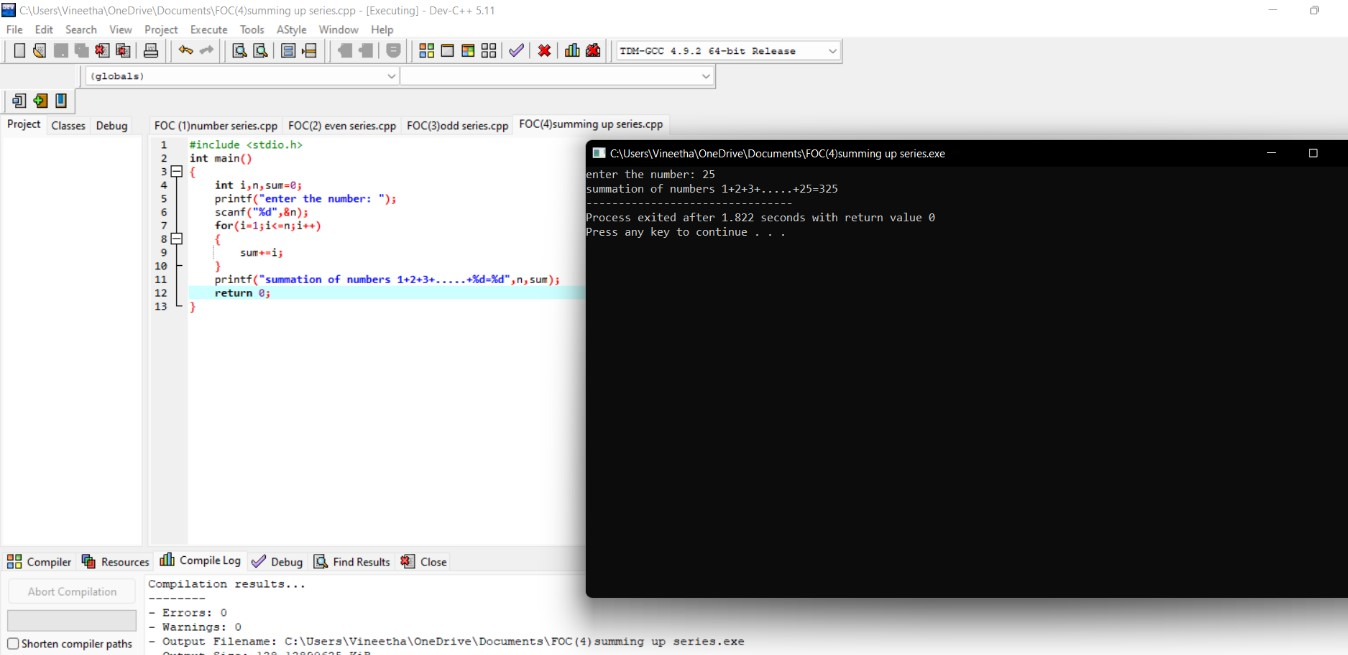 C:\Users\Vineetha\OneDrive\Documents\FOC(4)summing up series.cpp - [Executing] - Dev-C++ 5.11
File Edit Search View Project Execute Tools AStyle Window Help
TDM-GCC 4.9.2 64-bit Release
(globals)
Project Classes Debug
FOC (1)number series.cpp FOC(2) even series.cpp FOC(3)odd series.cpp FOC(4)summing up series.cpp
1 #include <stdio.h>
2 int main()
3 {
4 int i,n,sum=0;
5 printf("enter the number: ");
6 scanf("%d",&n);
7 for(i=1;i<=n;i++)
8 {
9 sum+=i;
10 }
11 printf("summation of numbers 1+2+3+.....+%d=%d",n,sum);
12 return 0;
13 }
C:\Users\Vineetha\OneDrive\Documents\FOC(4)summing up series.exe
enter the number: 25
summation of numbers 1+2+3+.....+25=325
--------------------------------
Process exited after 1.822 seconds with return value 0
Press any key to continue . . .
Compiler Resources Compile Log Debug Find Results Close
Abort Compilation
Shorten compiler paths
Compilation results...
--------
- Errors: 0
- Warnings: 0
- Output Filename: C:\Users\Vineetha\OneDrive\Documents\FOC(4)summing up series.exe